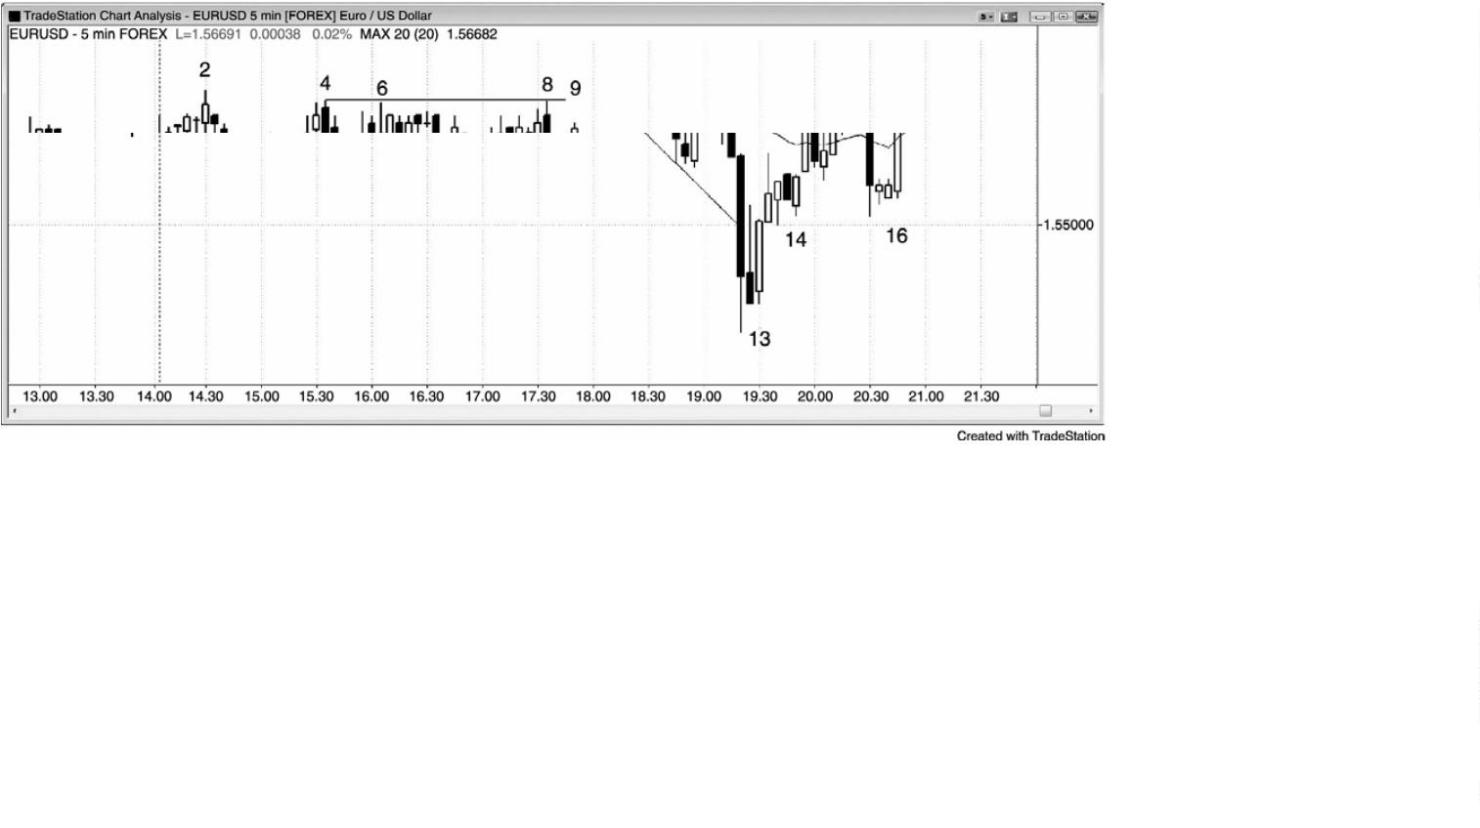 TradeStation Chart Analysis - EURUSD 5 min [FOREX] Euro / US Dollar
EURUSD - 5 min FOREX L=1.56691 0.00038 0.02% MAX 20 (20) 1.56682
2
4 6 8 9
1.55000
14 16
13
13.00 13.30 14.00 14.30 15.00 15.30 16.00 16.30 17.00 17.30 18.00 18.30 19.00 19.30 20.00 20.30 21.00 21.30
Created with TradeStation